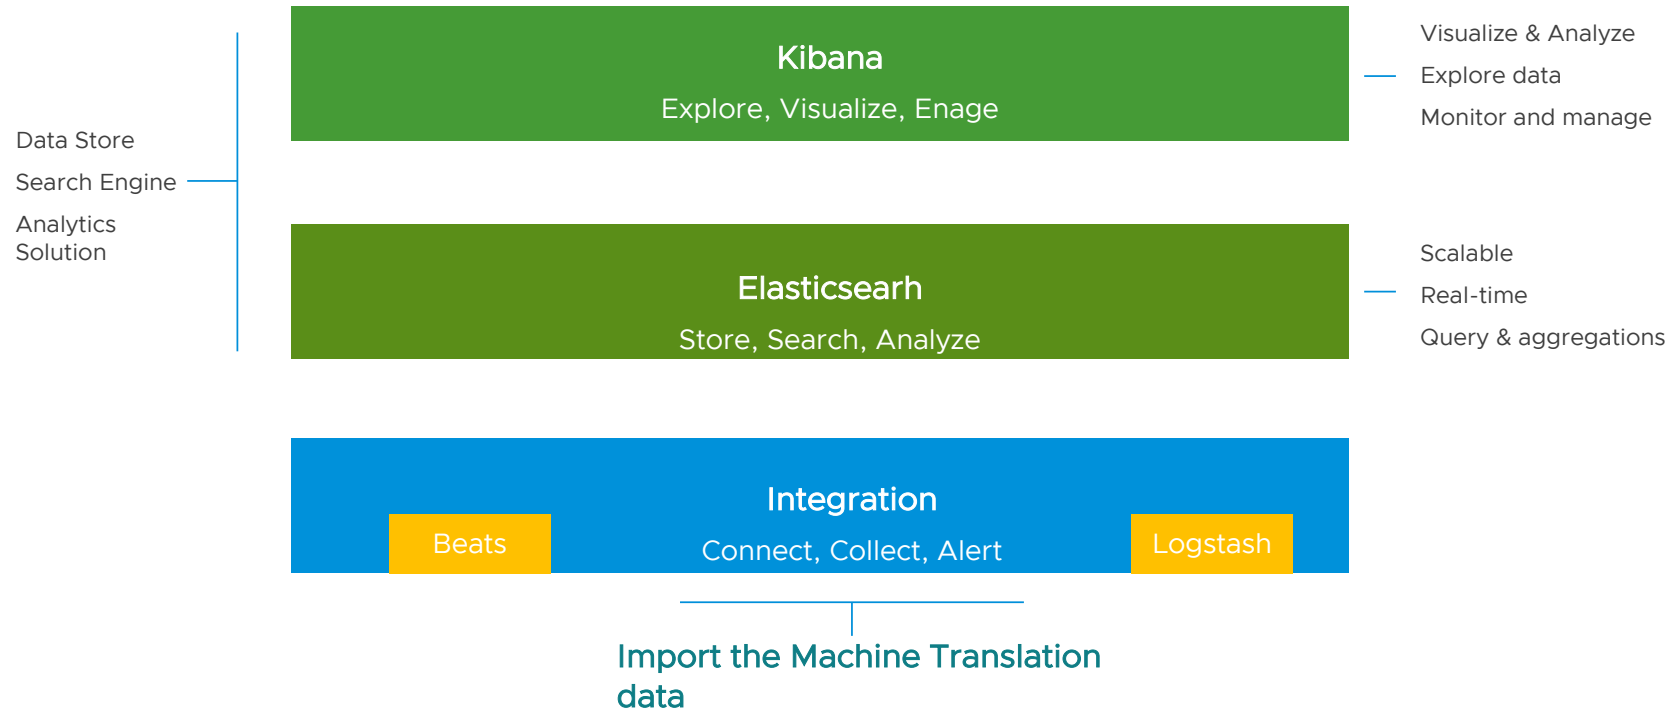 Kibana
Explore, Visualize, Enage
Visualize & Analyze
Explore data
Monitor and manage
Data Store
Search Engine
Analytics
Solution
Elasticsearh
Store, Search, Analyze
Scalable
Real-time
Query & aggregations
Integration
Connect, Collect, Alert
Beats
Logstash
Import the Machine Translation
data